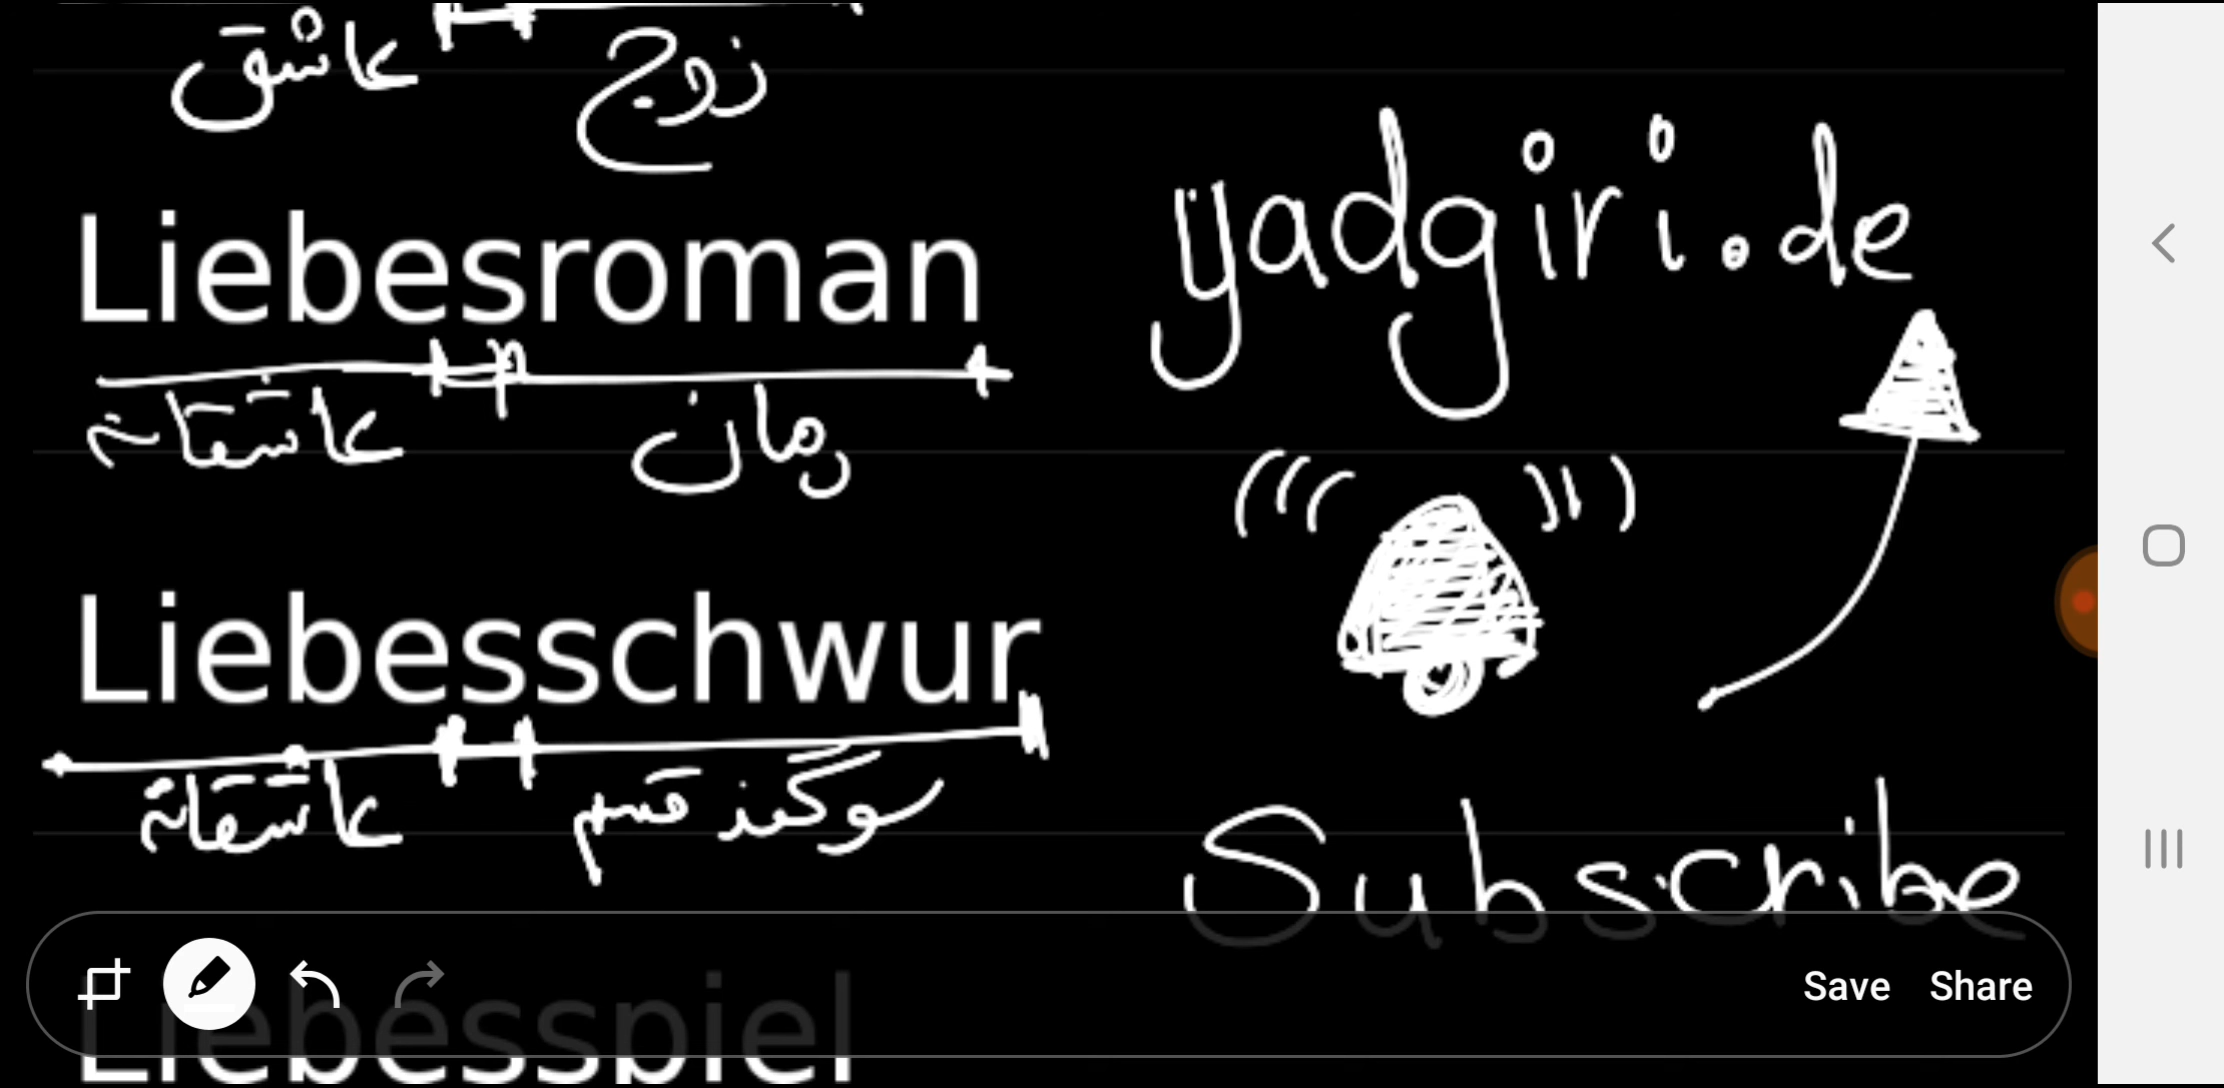 عاشق زوج
Liebesroman
عاشقانه رمان
Liebesschwur
عاشقانه سوگند قسم
Liebesspiel
yadgiri.de
Subscribe
Save Share